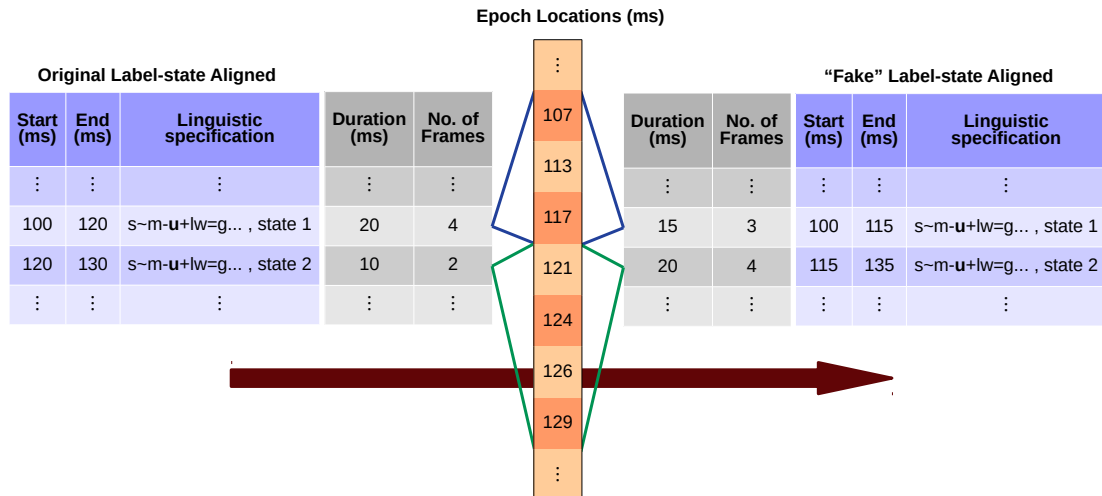 Epoch Locations (ms)
⋮
107
113
117
121
124
126
129
⋮
Original Label-state Aligned
Start (ms) End (ms) Linguistic specification Duration (ms) No. of Frames
⋮ ⋮ ⋮ ⋮ ⋮
100 120 s~m-u+lw=g... , state 1 20 4
120 130 s~m-u+lw=g... , state 2 10 2
⋮ ⋮ ⋮ ⋮ ⋮
“Fake” Label-state Aligned
Duration (ms) No. of Frames Start (ms) End (ms) Linguistic specification
⋮ ⋮ ⋮ ⋮ ⋮
15 3 100 115 s~m-u+lw=g... , state 1
20 4 115 135 s~m-u+lw=g... , state 2
⋮ ⋮ ⋮ ⋮ ⋮